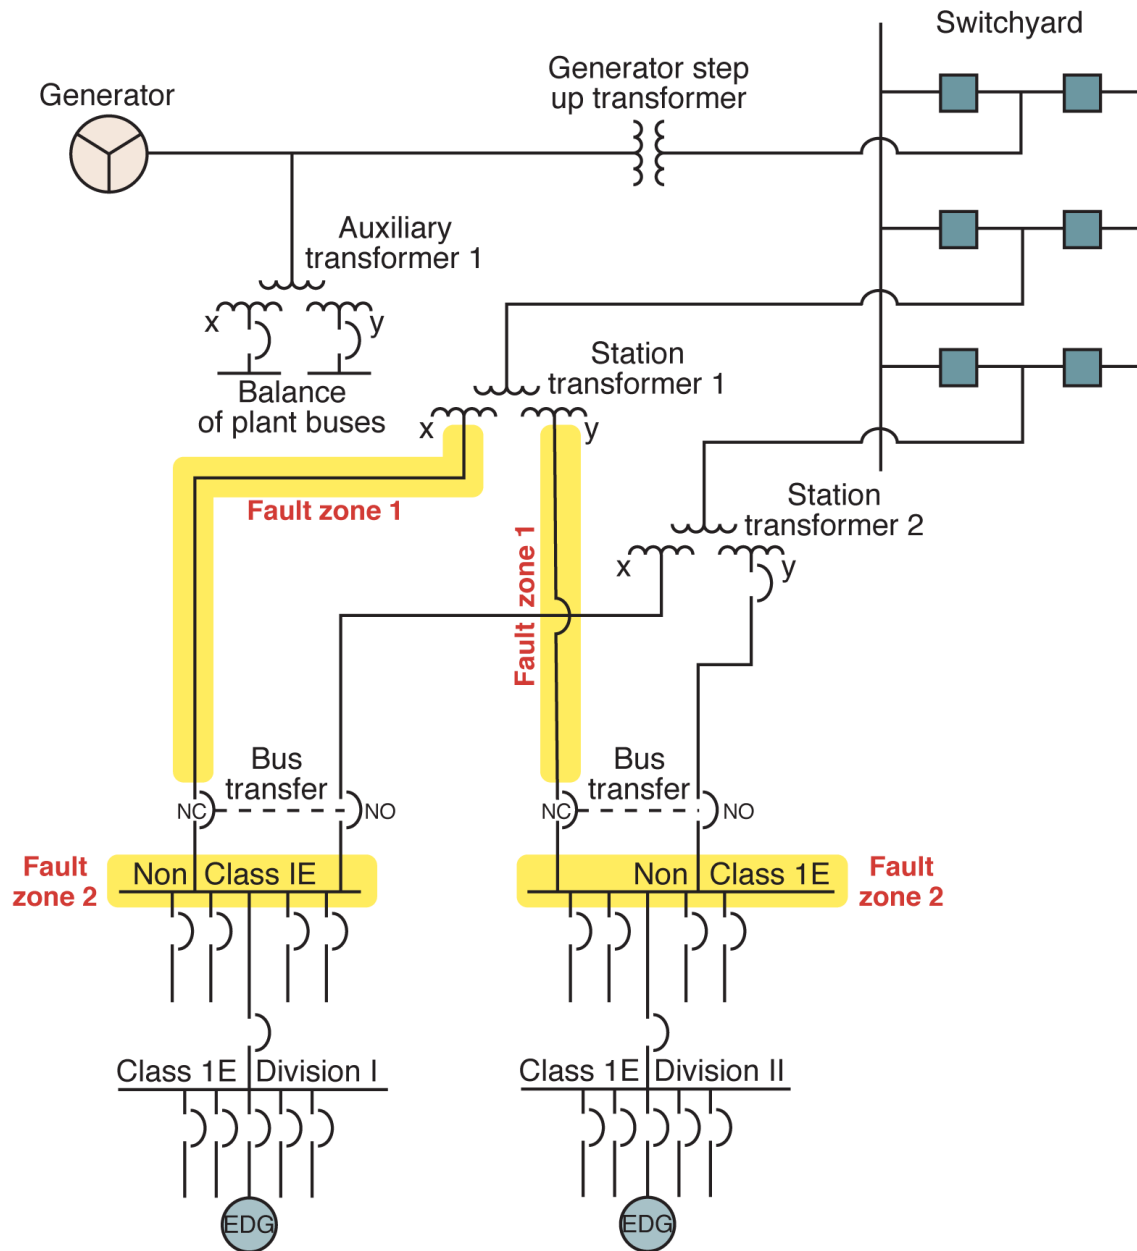 Switchyard
Generator step
up transformer
Generator
Auxiliary
transformer 1
x
y
Balance
of plant buses
Station
transformer 1
x
y
Fault zone 1
Fault zone 1
Station
transformer 2
x
y
Bus
transfer
NC
NO
Bus
transfer
NC
NO
Fault
zone 2
Non Class IE
Non Class 1E
Fault
zone 2
Class 1E Division I
Class 1E Division II
EDG
EDG